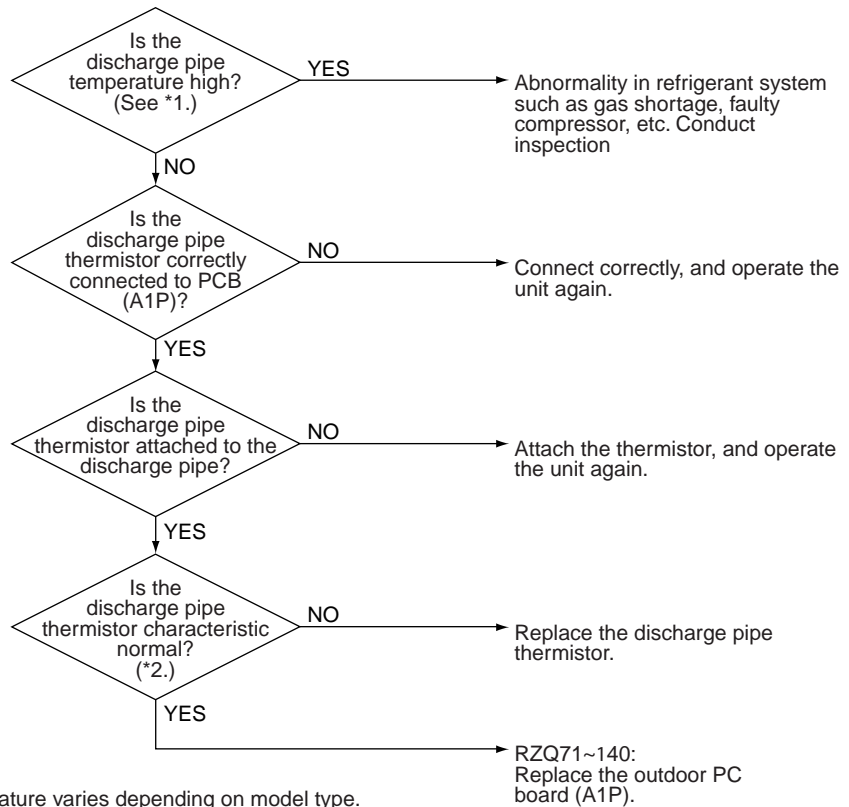 Is the
discharge pipe
temperature high?
(See *1.)
YES
Abnormality in refrigerant system
such as gas shortage, faulty
compressor, etc. Conduct
inspection
NO
Is the
discharge pipe
thermistor correctly
connected to PCB
(A1P)?
NO
Connect correctly, and operate the
unit again.
YES
Is the
discharge pipe
thermistor attached to the
discharge pipe?
NO
Attach the thermistor, and operate
the unit again.
YES
Is the
discharge pipe
thermistor characteristic
normal?
(*2.)
NO
Replace the discharge pipe
thermistor.
YES
RZQ71~140:
Replace the outdoor PC
board (A1P).
varies depending on model type.